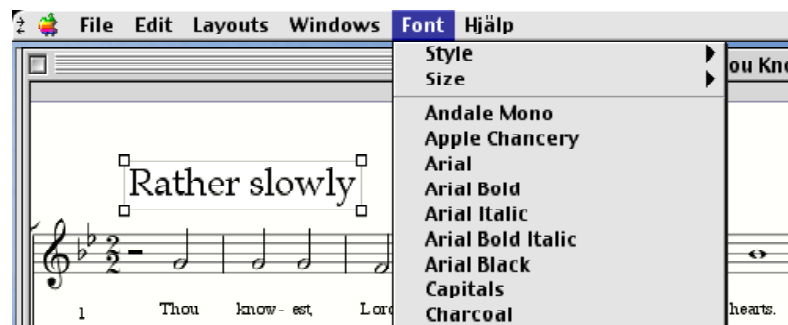 File Edit Layouts Windows Font Hjälp
Style
Size
ou Kno
Andale Mono
Apple Chancery
Arial
Arial Bold
Arial Italic
Arial Bold Italic
Arial Black
Capitals
Charcoal
Rather slowly
1 Thou know - est, Lord hearts.